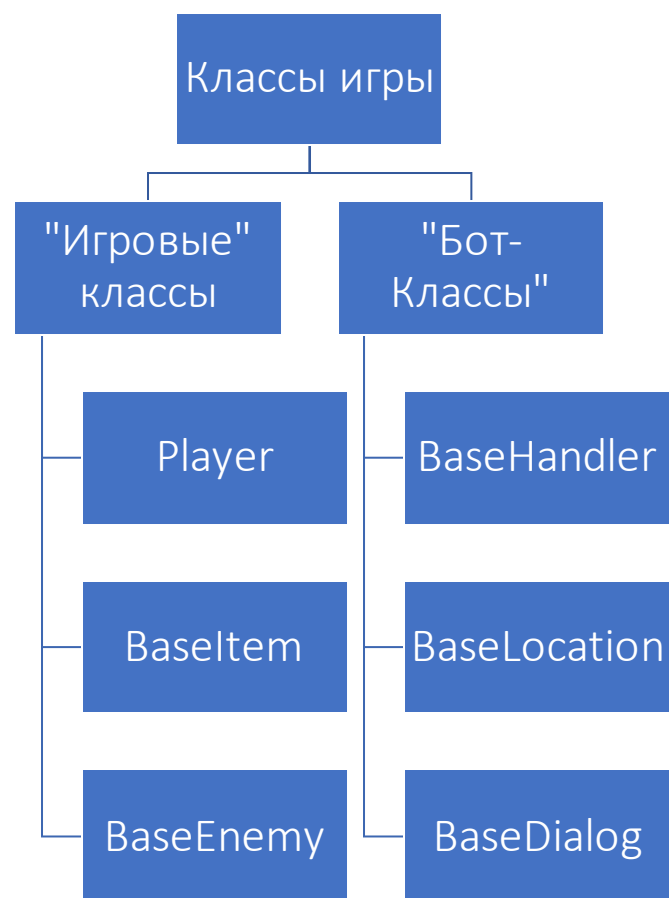 Классы игры
"Игровые"
классы
"Бот-
Классы"
Player
BaseItem
BaseEnemy
BaseHandler
BaseLocation
BaseDialog